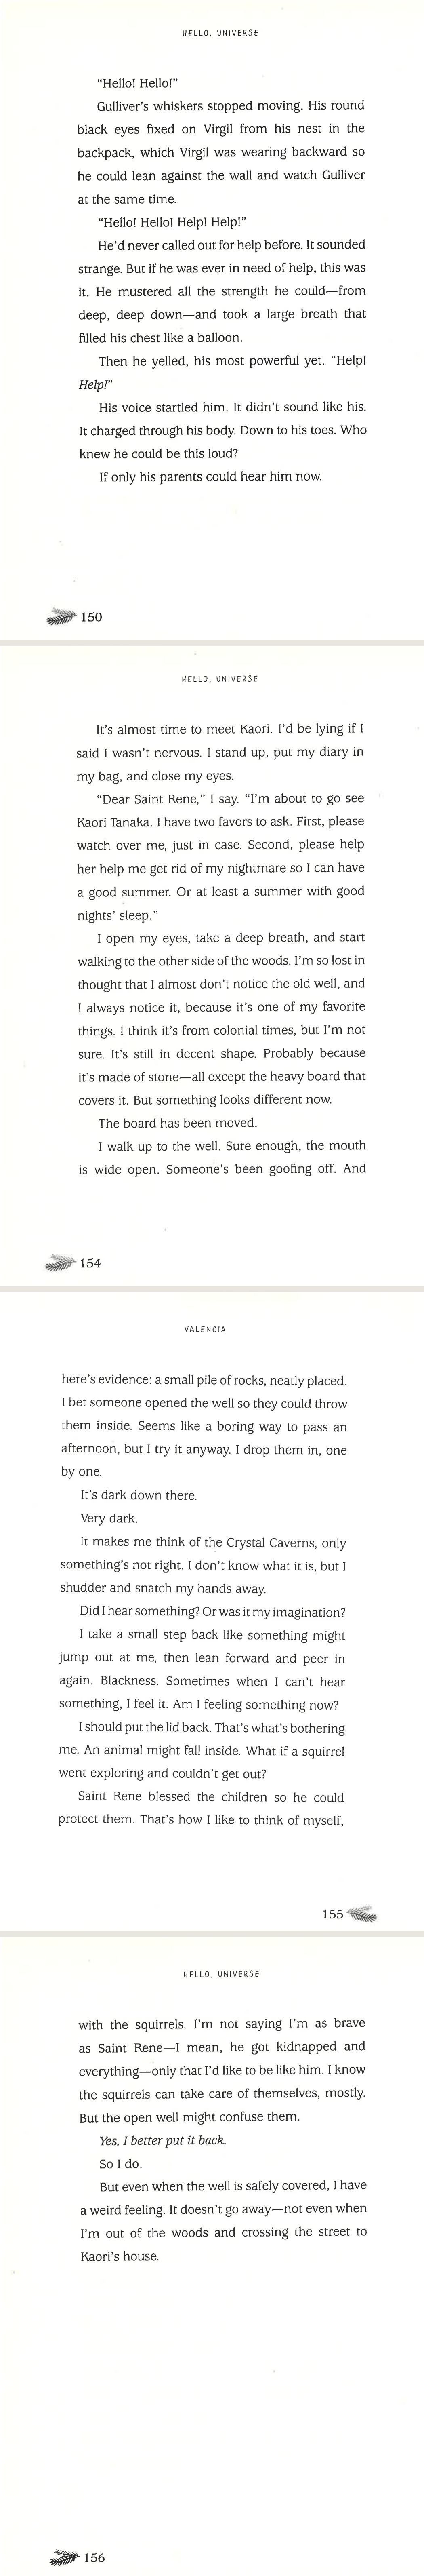 HELLO, UNIVERSE
“Hello! Hello!”
Gulliver’s whiskers stopped moving. His round
black eyes fixed on Virgil from his nest in the
backpack, which Virgil was wearing backward so
he could lean against the wall and watch Gulliver
at the same time.
“Hello! Hello! Help! Help!”
He’d never called out for help before. It sounded
strange. But if he was ever in need of help, this was
it. He mustered all the strength he could—from
deep, deep down—and took a large breath that
filled his chest like a balloon.
Then he yelled, his most powerful yet. “Help!
Help!”
His voice startled him. It didn’t sound like his.
It charged through his body. Down to his toes. Who
knew he could be this loud?
If only his parents could hear him now.
150
HELLO, UNIVERSE
It’s almost time to meet Kaori. I’d be lying if I
said I wasn’t nervous. I stand up, put my diary in
my bag, and close my eyes.
“Dear Saint Rene,” I say. “I’m about to go see
Kaori Tanaka. I have two favors to ask. First, please
watch over me, just in case. Second, please help
her help me get rid of my nightmare so I can have
a good summer. Or at least a summer with good
nights’ sleep.”
I open my eyes, take a deep breath, and start
walking to the other side of the woods. I’m so lost in
thought that I almost don’t notice the old well, and
I always notice it, because it’s one of my favorite
things. I think it’s from colonial times, but I’m not
sure. It’s still in decent shape. Probably because
it’s made of stone—all except the heavy board that
covers it. But something looks different now.
The board has been moved.
I walk up to the well. Sure enough, the mouth
is wide open. Someone’s been goofing off. And
154
VALENCIA
here’s evidence: a small pile of rocks, neatly placed.
I bet someone opened the well so they could throw
them inside. Seems like a boring way to pass an
afternoon, but I try it anyway. I drop them in, one
by one.
It’s dark down there.
Very dark.
It makes me think of the Crystal Caverns, only
something’s not right. I don’t know what it is, but I
shudder and snatch my hands away.
Did I hear something? Or was it my imagination?
I take a small step back like something might
jump out at me, then lean forward and peer in
again. Blackness. Sometimes when I can’t hear
something, I feel it. Am I feeling something now?
I should put the lid back. That’s what’s bothering
me. An animal might fall inside. What if a squirrel
went exploring and couldn’t get out?
Saint Rene blessed the children so he could
protect them. That’s how I like to think of myself,
155
HELLO, UNIVERSE
with the squirrels. I’m not saying I’m as brave
as Saint Rene—I mean, he got kidnapped and
everything—only that I’d like to be like him. I know
the squirrels can take care of themselves, mostly.
But the open well might confuse them.
Yes, I better put it back.
So I do.
But even when the well is safely covered, I have
a weird feeling. It doesn’t go away—not even when
I’m out of the woods and crossing the street to
Kaori’s house.
156